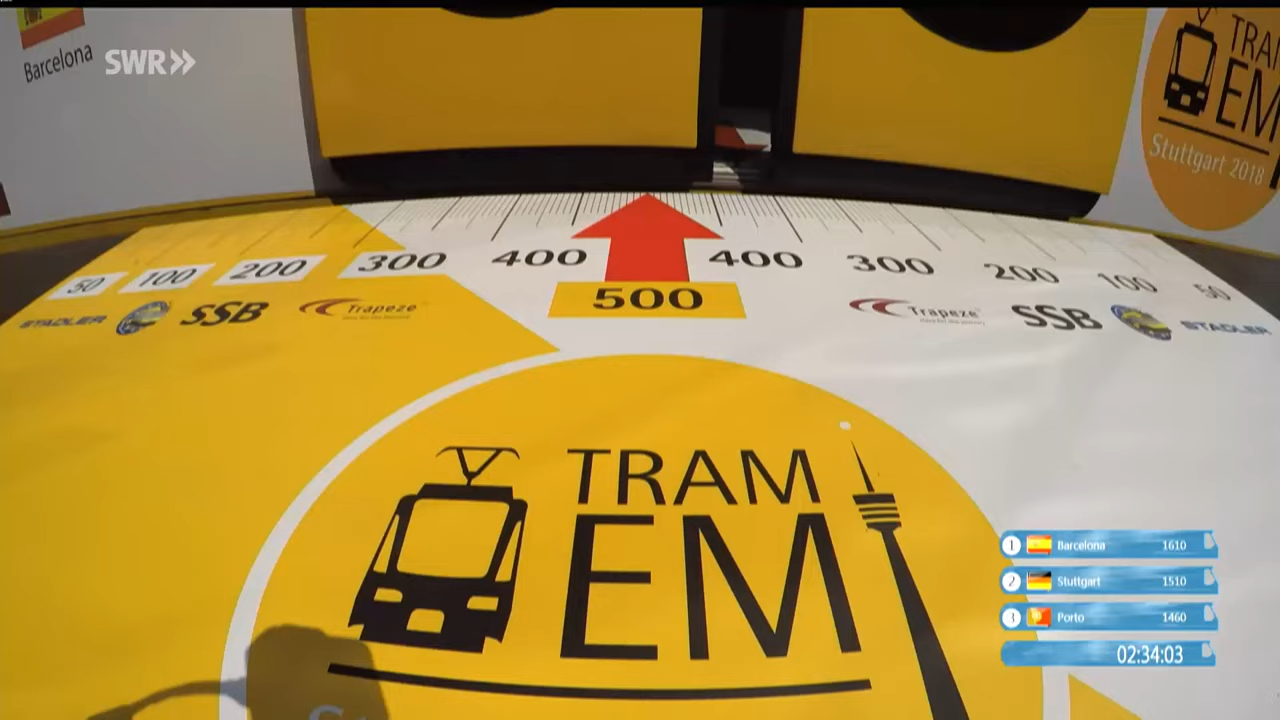 Barcelona
SWR
TRAM
EM
Stuttgart 2018
50 100 200 300 400 500 400 300 200 100 50
STADLER SSB Trapeze
Trapeze SSB STADLER
TRAM
EM
1 Barcelona 1610
2 Stuttgart 1510
3 Porto 1460
02:34:03